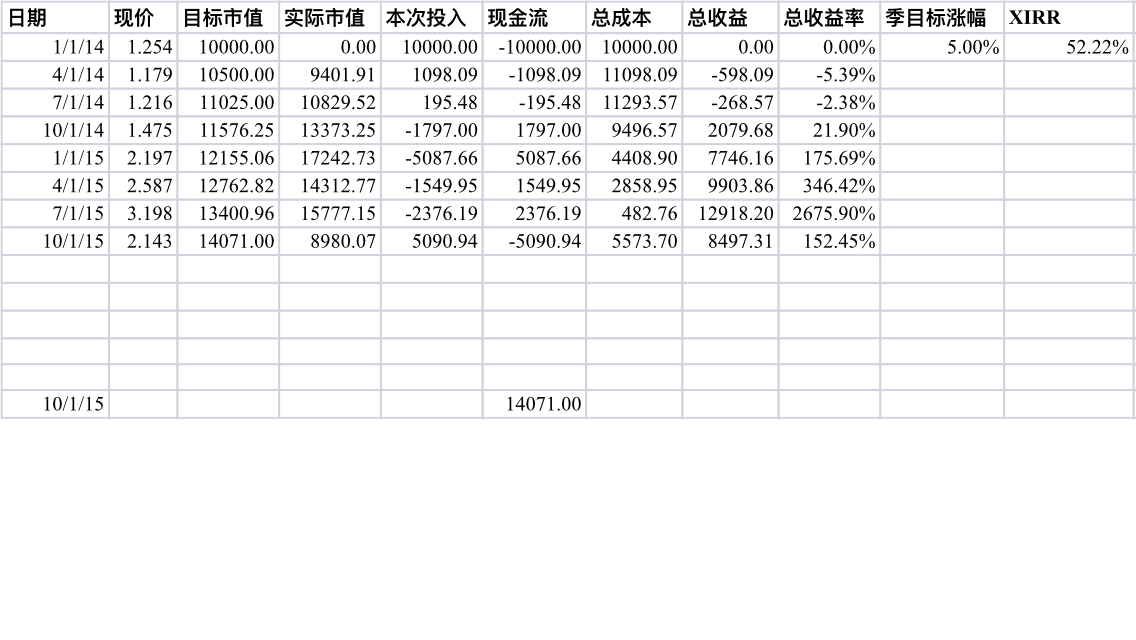 日期 现价 目标市值 实际市值 本次投入 现金流 总成本 总收益 总收益率 季目标涨幅 XIRR
1/1/14 1.254 10000.00 0.00 10000.00 -10000.00 10000.00 0.00 0.00% 5.00% 52.22%
4/1/14 1.179 10500.00 9401.91 1098.09 -1098.09 11098.09 -598.09 -5.39%
7/1/14 1.216 11025.00 10829.52 195.48 -195.48 11293.57 -268.57 -2.38%
10/1/14 1.475 11576.25 13373.25 -1797.00 1797.00 9496.57 2079.68 21.90%
1/1/15 2.197 12155.06 17242.73 -5087.66 5087.66 4408.90 7746.16 175.69%
4/1/15 2.587 12762.82 14312.77 -1549.95 1549.95 2858.95 9903.86 346.42%
7/1/15 3.198 13400.96 15777.15 -2376.19 2376.19 482.76 12918.20 2675.90%
10/1/15 2.143 14071.00 8980.07 5090.94 -5090.94 5573.70 8497.31 152.45%
10/1/15 14071.00